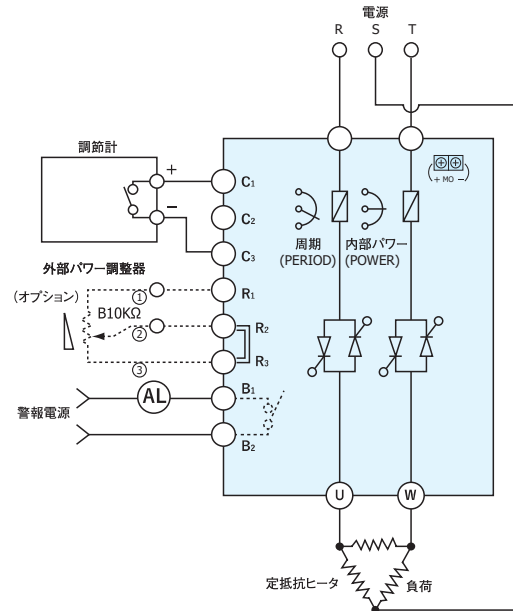 電源
R S T
調節計
+
−
C1
C2
C3
(+ MO −)
周期
(PERIOD)
内部パワー
(POWER)
外部パワー調整器
(オプション)
B10KΩ
①
②
③
R1
R2
R3
AL
警報電源
B1
B2
U
W
定抵抗ヒータ
負荷